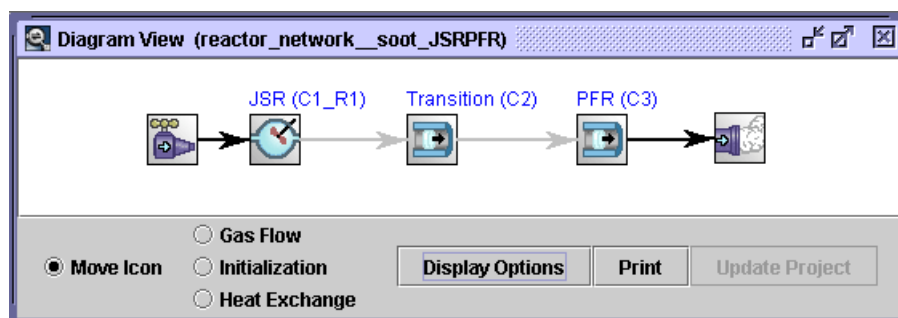 Diagram View (reactor_network__soot_JSRPFR)
JSR (C1_R1) Transition (C2) PFR (C3)
Gas Flow
Move Icon Initialization Display Options Print Update Project
Heat Exchange